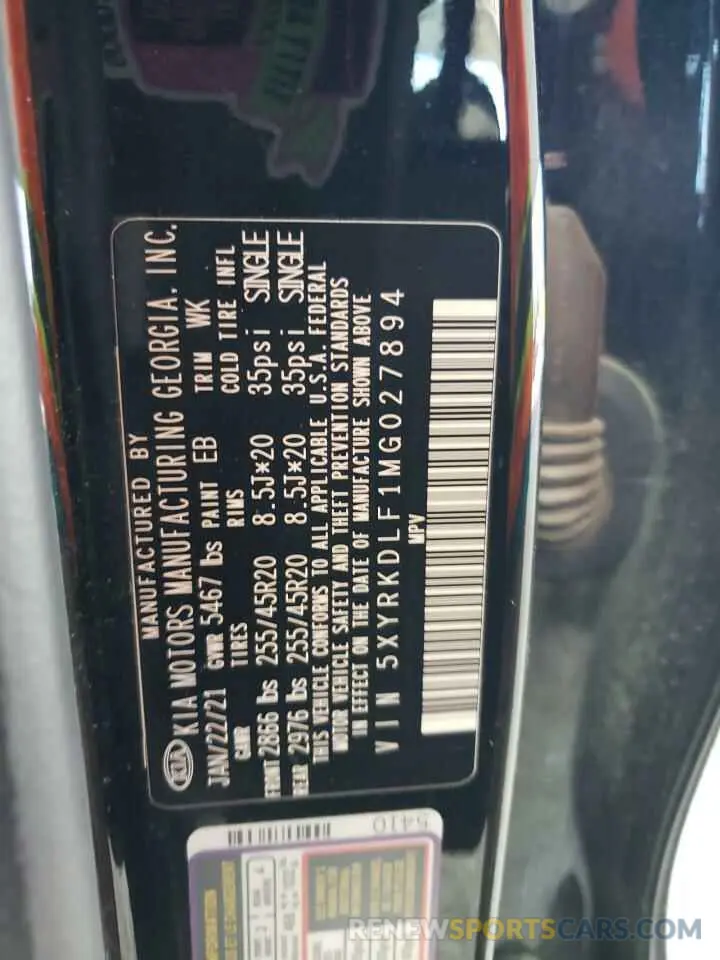 MANUFACTURED BY
KIA KIA MOTORS MANUFACTURING GEORGIA, INC.
JAN/22/21 GVWR 5467 lbs PAINT EB TRIM WK
GAWR TIRES RIMS COLD TIRE INFL
FRONT 2866 lbs 255/45R20 8.5J*20 35psi SINGLE
REAR 2976 lbs 255/45R20 8.5J*20 35psi SINGLE
THIS VEHICLE CONFORMS TO ALL APPLICABLE U.S.A. FEDERAL
MOTOR VEHICLE SAFETY AND THEFT PREVENTION STANDARDS
IN EFFECT ON THE DATE OF MANUFACTURE SHOWN ABOVE
VIN 5XYRKDLF1MG027894
MPV
5410
RENEWSPORTSCARS.COM